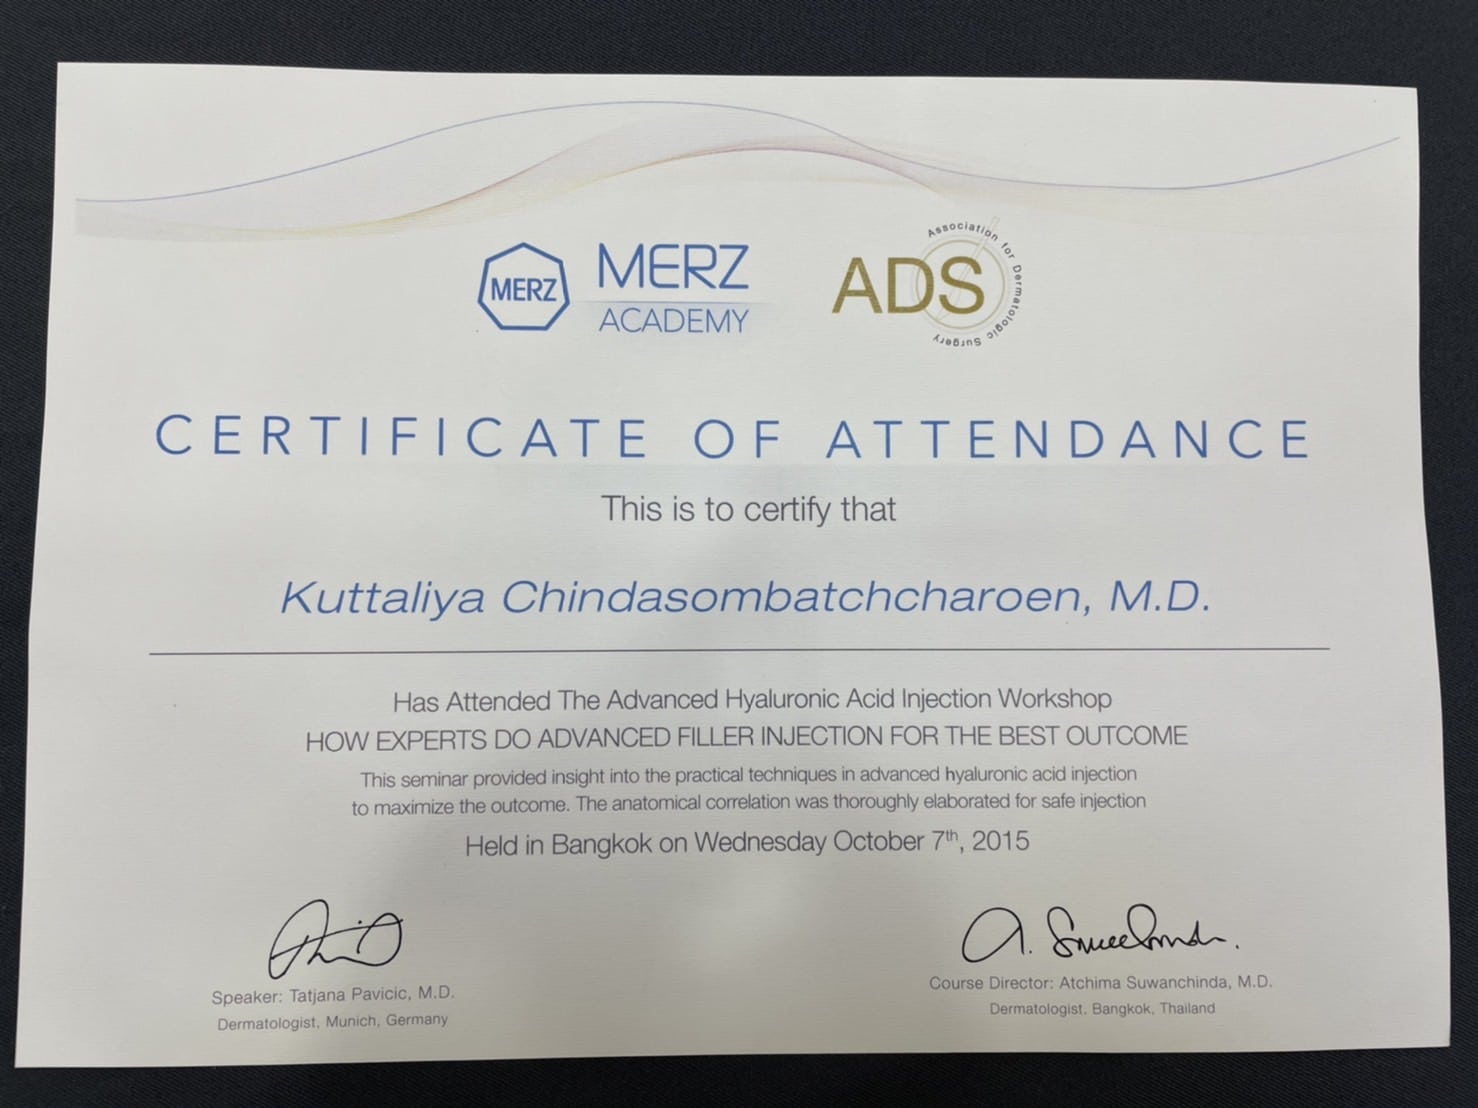 MERZ
MERZ
ACADEMY
ADS
Association for Dermatologic Surgery
CERTIFICATE OF ATTENDANCE
This is to certify that
Kuttaliya Chindasombatchcharoen, M.D.
Has Attended The Advanced Hyaluronic Acid Injection Workshop
HOW EXPERTS DO ADVANCED FILLER INJECTION FOR THE BEST OUTCOME
This seminar provided insight into the practical techniques in advanced hyaluronic acid injection
to maximize the outcome. The anatomical correlation was thoroughly elaborated for safe injection
Held in Bangkok on Wednesday October 7th, 2015
Speaker: Tatjana Pavicic, M.D.
Dermatologist, Munich, Germany
Course Director: Atchima Suwanchinda, M.D.
Dermatologist. Bangkok, Thailand